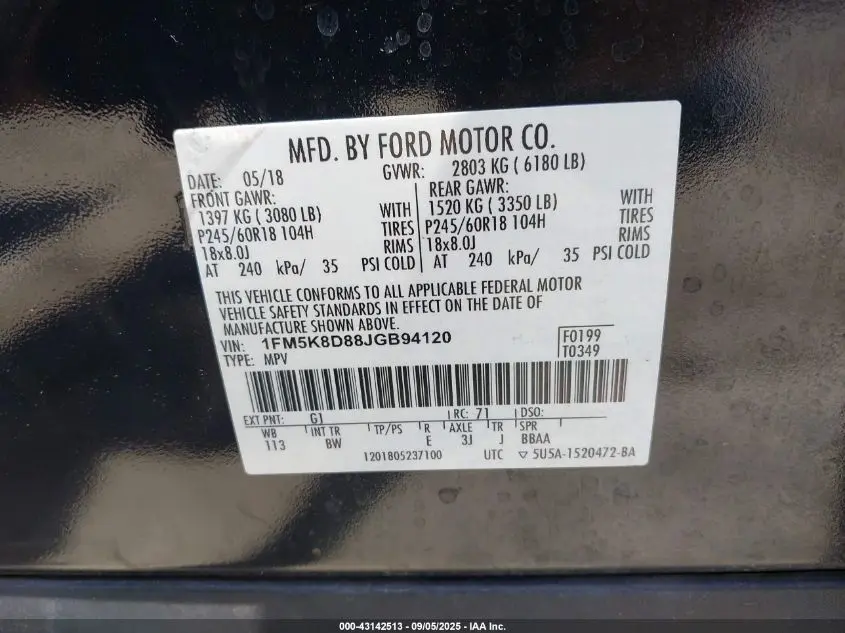 MFD. BY FORD MOTOR CO.
DATE: 05/18 GVWR: 2803 KG ( 6180 LB)
FRONT GAWR: REAR GAWR:
1397 KG ( 3080 LB) WITH 1520 KG ( 3350 LB) WITH
P245/60R18 104H TIRES P245/60R18 104H TIRES
18x8.0J RIMS 18x8.0J RIMS
AT 240 kPa/ 35 PSI COLD AT 240 kPa/ 35 PSI COLD
THIS VEHICLE CONFORMS TO ALL APPLICABLE FEDERAL MOTOR
VEHICLE SAFETY STANDARDS IN EFFECT ON THE DATE OF
MANUFACTURE SHOWN ABOVE.
VIN: 1FM5K8D88JGB94120 F0199
TYPE: MPV T0349
EXT PNT: G1 RC: 71 DSO:
WB INT TR TP/PS R AXLE TR SPR
113 BW E 3J J BBAA
1201805237100 UTC ▽ 5U5A-1520472-BA
000-43142513 - 09/05/2025 - IAA Inc.